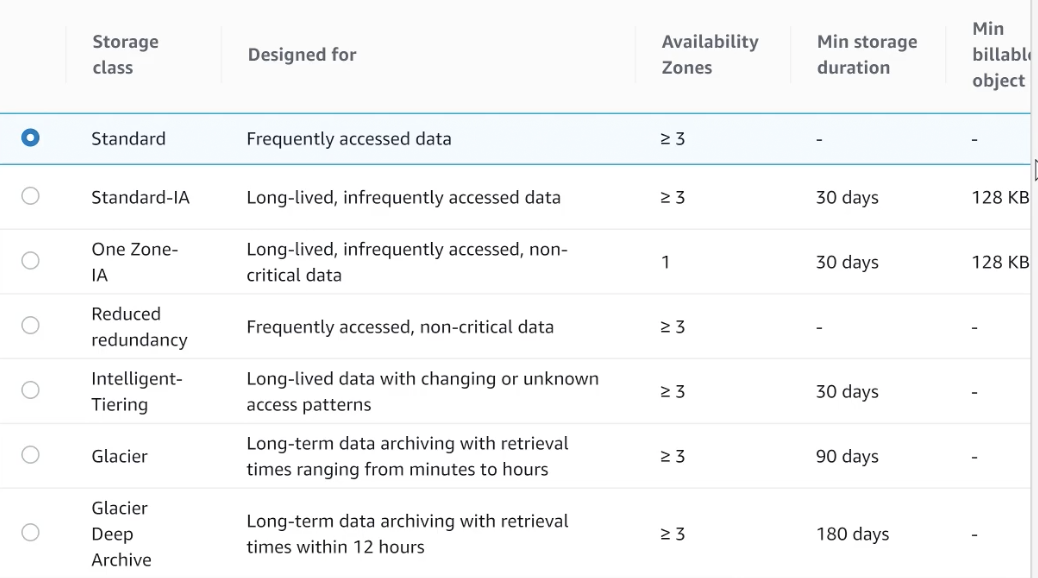 Storage class
Designed for
Availability Zones
Min storage duration
Min billable object
Standard
Frequently accessed data
≥ 3
-
-
Standard-IA
Long-lived, infrequently accessed data
≥ 3
30 days
128 KB
One Zone-
IA
Long-lived, infrequently accessed, non-
critical data
1
30 days
128 KB
Reduced
redundancy
Frequently accessed, non-critical data
≥ 3
-
-
Intelligent-
Tiering
Long-lived data with changing or unknown
access patterns
≥ 3
30 days
-
Glacier
Long-term data archiving with retrieval
times ranging from minutes to hours
≥ 3
90 days
-
Glacier
Deep
Archive
Long-term data archiving with retrieval
times within 12 hours
≥ 3
180 days
-